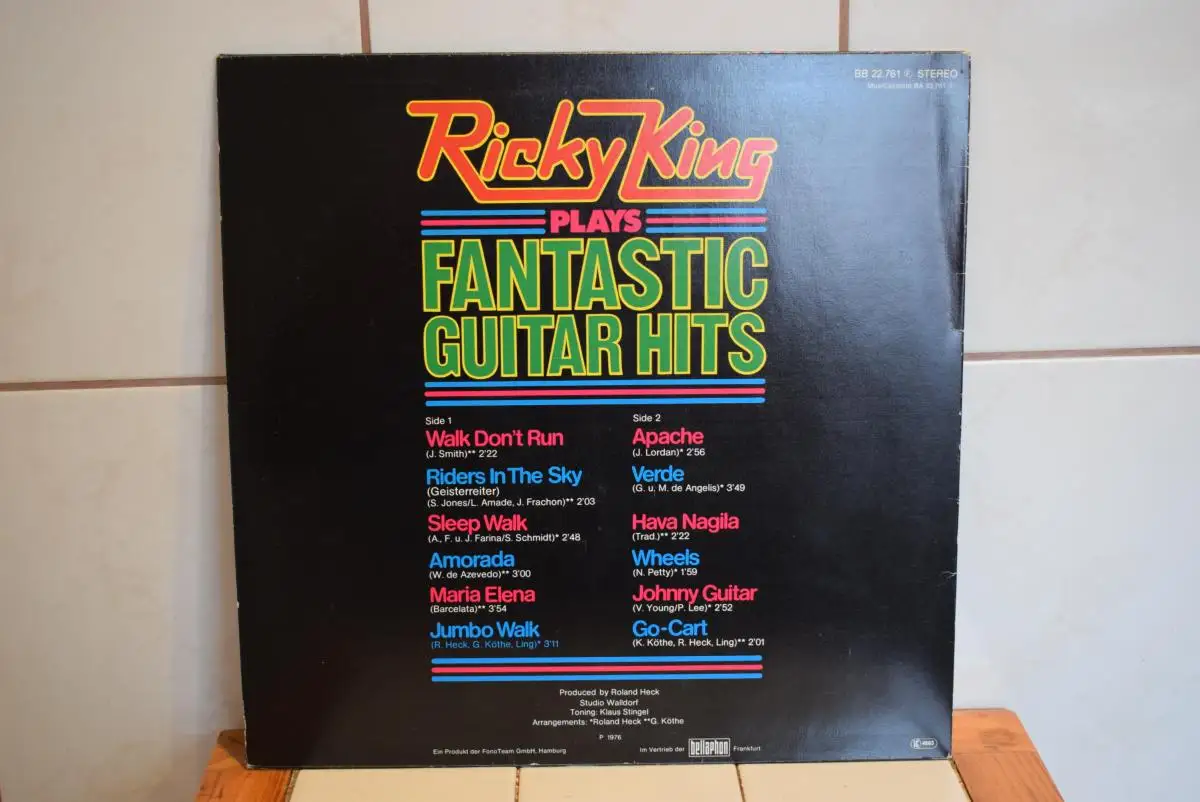 BB 22.761 Ⓕ STEREO
Ricky King
PLAYS
FANTASTIC
GUITAR HITS
Side 1
Walk Don't Run
(J. Smith)** 2'22
Riders In The Sky
(Geisterreiter)
(S. Jones/L. Amade, J. Frachon)** 2'03
Sleep Walk
(A., F. u. J. Farina/S. Schmidt)* 2'48
Amorada
(W. de Azevedo)** 3'00
Maria Elena
(Barcelata)** 3'54
Jumbo Walk
(R. Heck, G. Köthe, Ling)* 3'11
Side 2
Apache
(J. Lordan)* 2'56
Verde
(G. u. M. de Angelis)* 3'49
Hava Nagila
(Trad.)** 2'22
Wheels
(N. Petty)* 1'59
Johnny Guitar
(V. Young/P. Lee)* 2'52
Go-Cart
(K. Köthe, R. Heck, Ling)** 2'01
Produced by Roland Heck
Studio Walldorf
Toning: Klaus Stingel
Arrangements: *Roland Heck **G. Köthe
P 1976
Ein Produkt der FonoTeam GmbH, Hamburg
Im Vertrieb der bellaphon Frankfurt